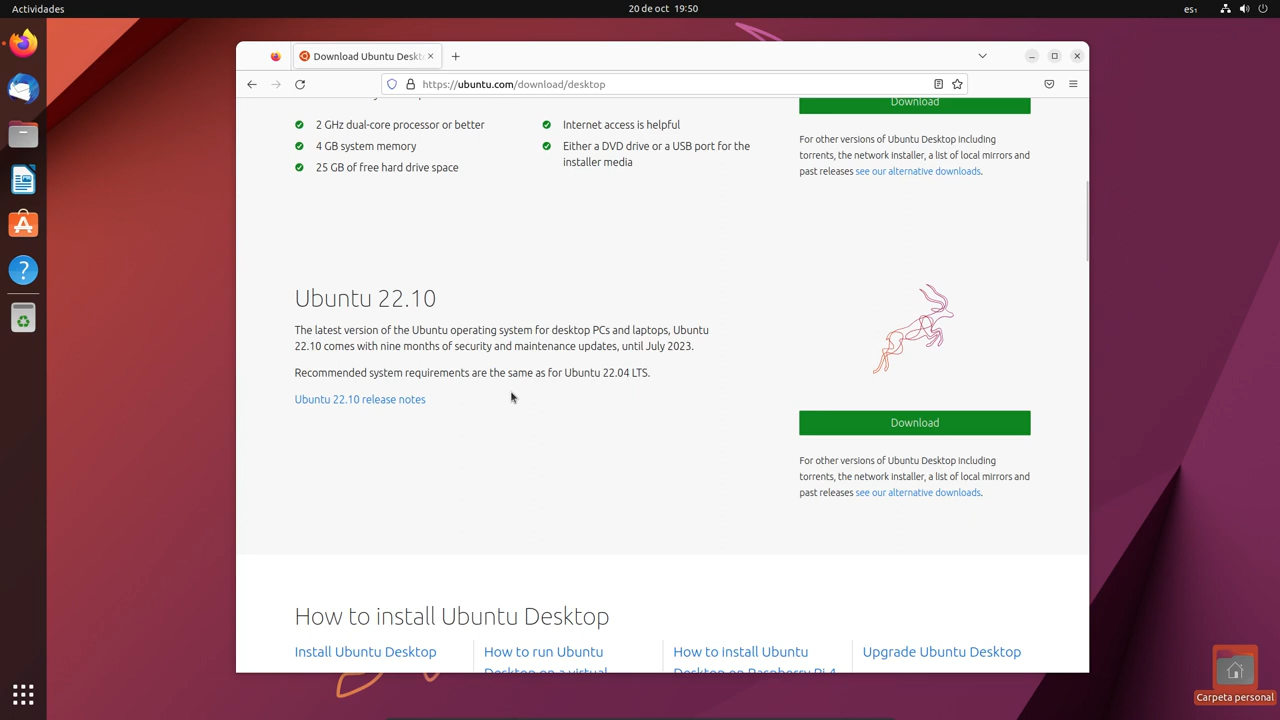 Actividades
20 de oct 19:50
es
Download Ubuntu Deskt
https://ubuntu.com/download/desktop
2 GHz dual-core processor or better
4 GB system memory
25 GB of free hard drive space
Internet access is helpful
Either a DVD drive or a USB port for the
installer media
Download
For other versions of Ubuntu Desktop including
torrents, the network installer, a list of local mirrors and
past releases see our alternative downloads.
Ubuntu 22.10
The latest version of the Ubuntu operating system for desktop PCs and laptops, Ubuntu
22.10 comes with nine months of security and maintenance updates, until July 2023.
Recommended system requirements are the same as for Ubuntu 22.04 LTS.
Ubuntu 22.10 release notes
Download
For other versions of Ubuntu Desktop including
torrents, the network installer, a list of local mirrors and
past releases see our alternative downloads.
How to install Ubuntu Desktop
Install Ubuntu Desktop
How to run Ubuntu
Desktop on a virtual
How to install Ubuntu
Desktop on Raspberry Pi 4
Upgrade Ubuntu Desktop
Carpeta personal